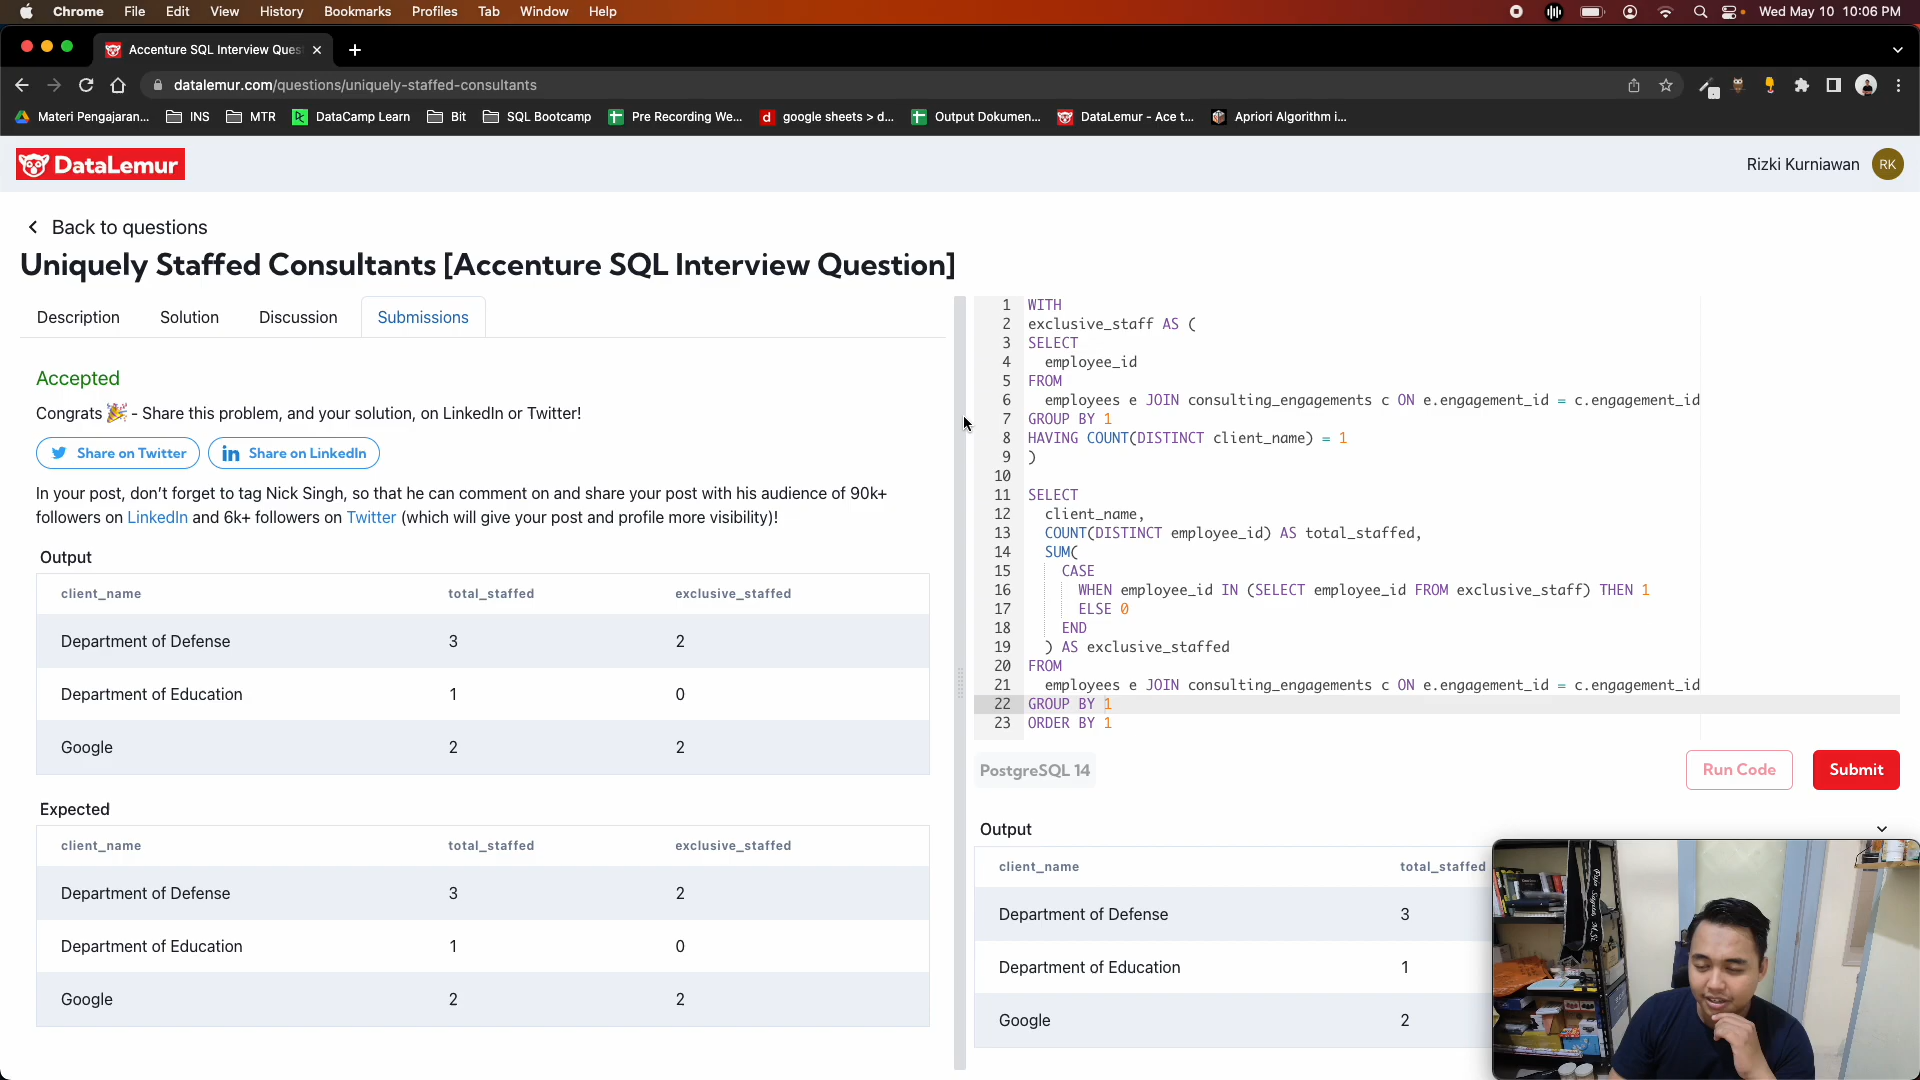 Chrome File Edit View History Bookmarks Profiles Tab Window Help Wed May 10 10:06 PM
Accenture SQL Interview Ques
datalemur.com/questions/uniquely-staffed-consultants
Materi Pengajaran... INS MTR DataCamp Learn Bit SQL Bootcamp Pre Recording We... google sheets > d... Output Dokumen... DataLemur - Ace t... Apriori Algorithm i...
DataLemur Rizki Kurniawan RK
Back to questions
Uniquely Staffed Consultants [Accenture SQL Interview Question]
Description Solution Discussion Submissions
Accepted
Congrats 🎉 - Share this problem, and your solution, on LinkedIn or Twitter!
Share on Twitter Share on LinkedIn
In your post, don't forget to tag Nick Singh, so that he can comment on and share your post with his audience of 90k+
followers on LinkedIn and 6k+ followers on Twitter (which will give your post and profile more visibility)!
Output
client_name total_staffed exclusive_staffed
Department of Defense 3 2
Department of Education 1 0
Google 2 2
Expected
client_name total_staffed exclusive_staffed
Department of Defense 3 2
Department of Education 1 0
Google 2 2
1 WITH
2 exclusive_staff AS (
3 SELECT
4 employee_id
5 FROM
6 employees e JOIN consulting_engagements c ON e.engagement_id = c.engagement_id
7 GROUP BY 1
8 HAVING COUNT(DISTINCT client_name) = 1
9 )
10
11 SELECT
12 client_name,
13 COUNT(DISTINCT employee_id) AS total_staffed,
14 SUM(
15 CASE
16 WHEN employee_id IN (SELECT employee_id FROM exclusive_staff) THEN 1
17 ELSE 0
18 END
19 ) AS exclusive_staffed
20 FROM
21 employees e JOIN consulting_engagements c ON e.engagement_id = c.engagement_id
22 GROUP BY 1
23 ORDER BY 1
PostgreSQL 14 Run Code Submit
Output
client_name total_staffed
Department of Defense 3
Department of Education 1
Google 2